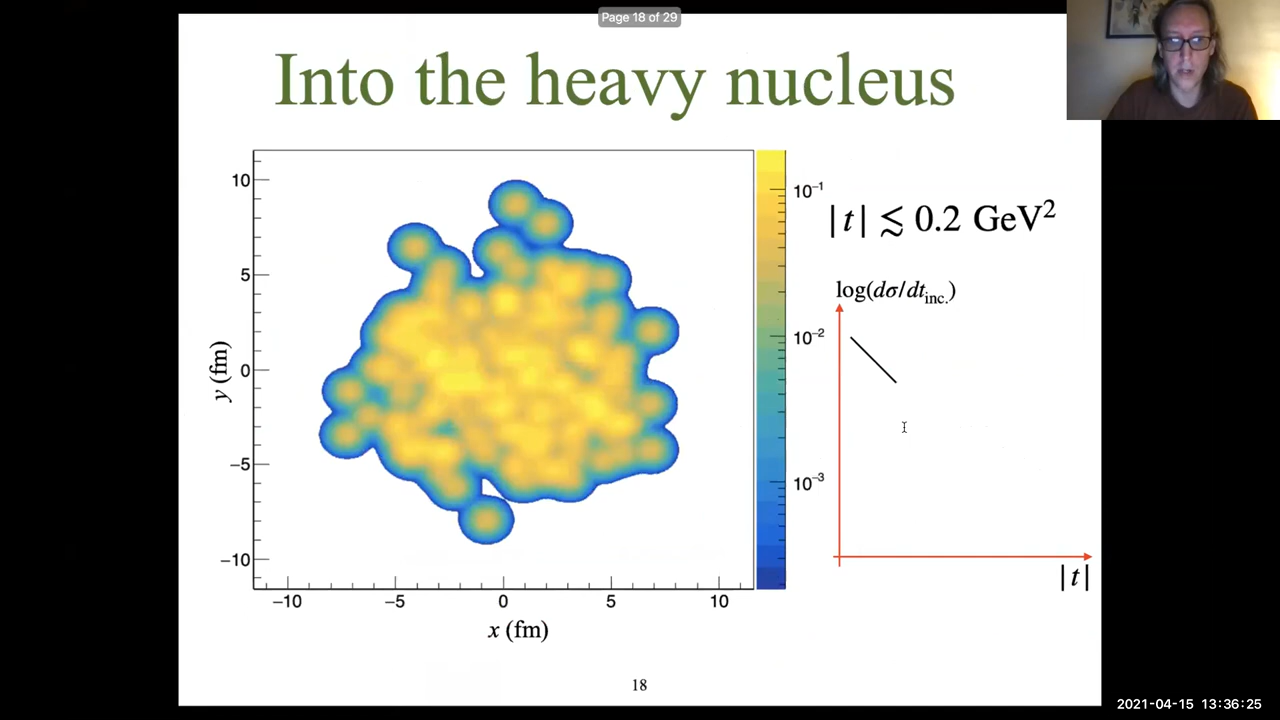 Page 18 of 29
Into the heavy nucleus
10
5
0
−5
−10
y (fm)
−10
−5
0
5
10
x (fm)
10⁻¹
10⁻²
10⁻³
|t| ≲ 0.2 GeV²
log(dσ/dt_inc.)
|t|
18
2021-04-15 13:36:25